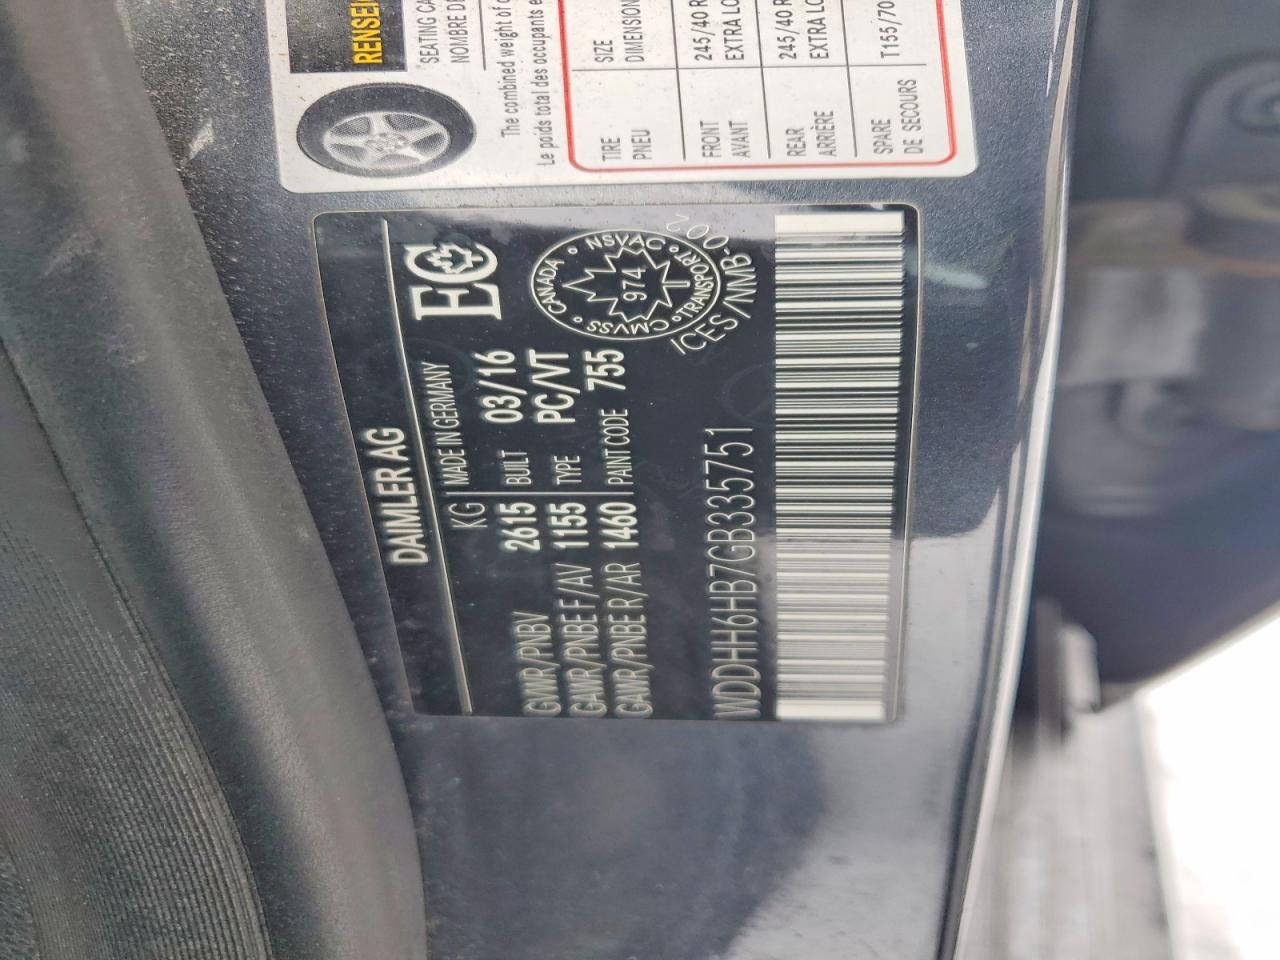 RENSEI
SEATING CA
NOMBRE DE
The combined weight of o
Le poids total des occupants e
TIRE SIZE
PNEU DIMENSION
FRONT 245/40 R
AVANT EXTRA LO
REAR 245/40 R
ARRIÈRE EXTRA LO
SPARE T155/70
DE SECOURS
DAIMLER AG
KG MADE IN GERMANY
GWR/PNBV 2615 BUILT 03/16
GAWR/PNBE F/AV 1155 TYPE PC/VT
GAWR/PNBE R/AR 1460 PAINT CODE 755
EC
CANADA NSVAC
974
CMVSS TRANSPORT
ICES/NMB-002
WDDHH6HB7GB335751